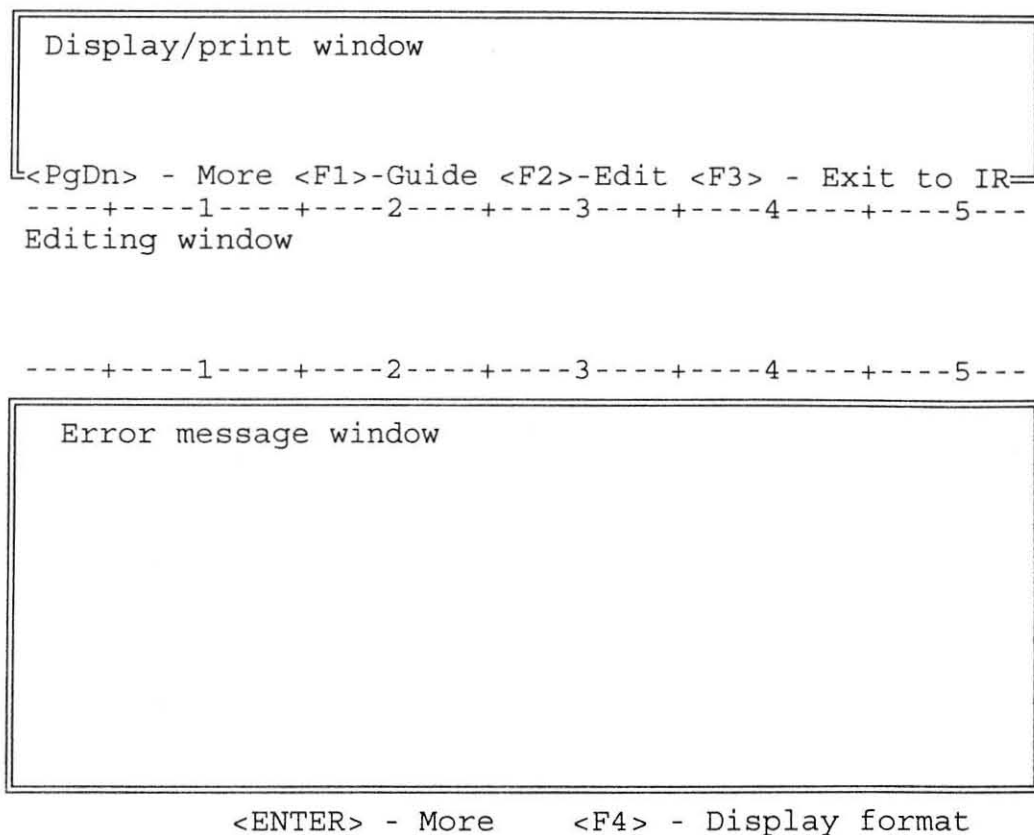 Display/print window
<PgDn> - More <F1>-Guide <F2>-Edit <F3> - Exit to IR
----+----1----+----2----+----3----+----4----+----5---
Editing window
----+----1----+----2----+----3----+----4----+----5---
Error message window
<ENTER> - More <F4> - Display format